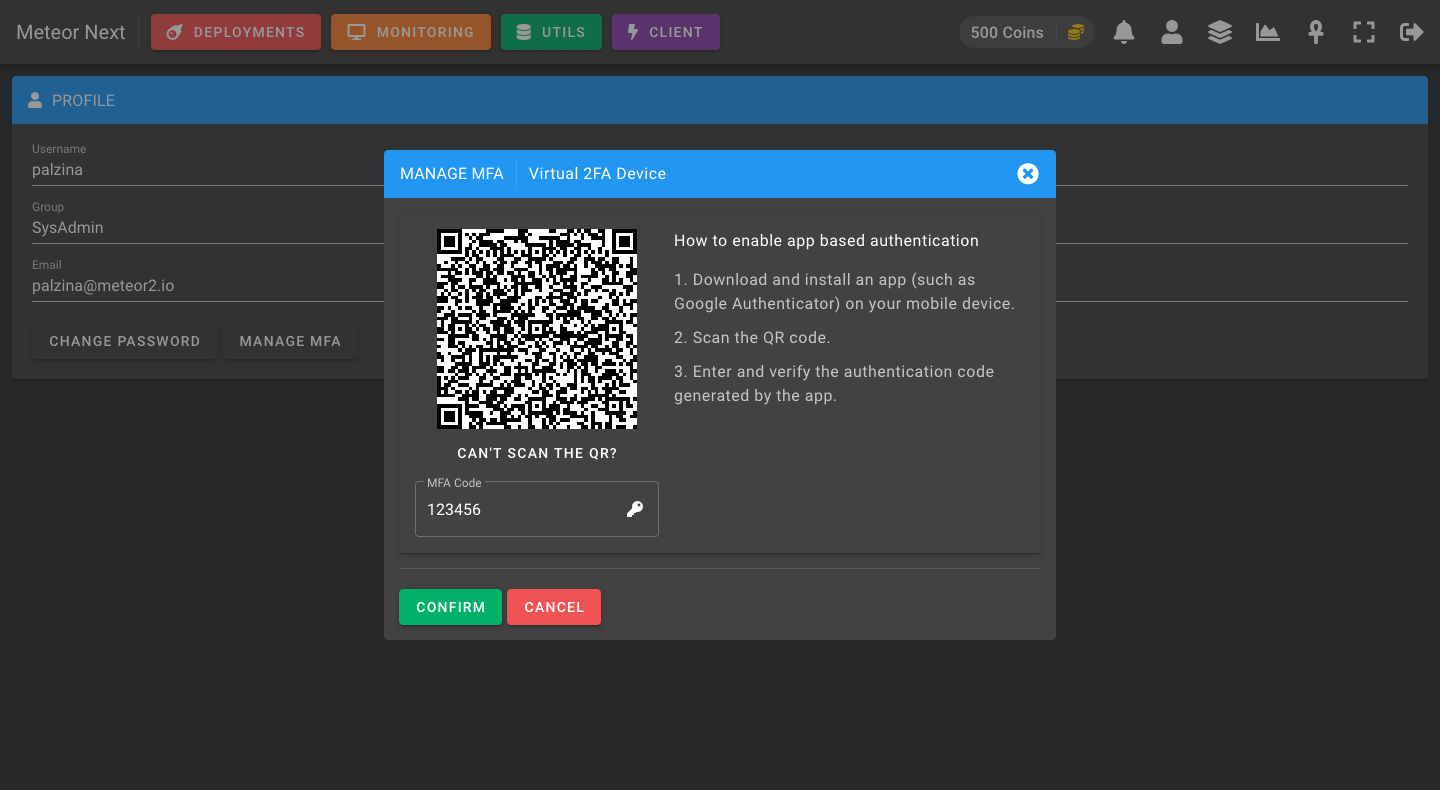 Meteor Next
DEPLOYMENTS
MONITORING
UTILS
CLIENT
500 Coins
PROFILE
Username
palzina
Group
SysAdmin
Email
palzina@meteor2.io
CHANGE PASSWORD
MANAGE MFA
MANAGE MFA
Virtual 2FA Device
How to enable app based authentication
1. Download and install an app (such as
Google Authenticator) on your mobile device.
2. Scan the QR code.
3. Enter and verify the authentication code
generated by the app.
CAN'T SCAN THE QR?
MFA Code
123456
CONFIRM
CANCEL